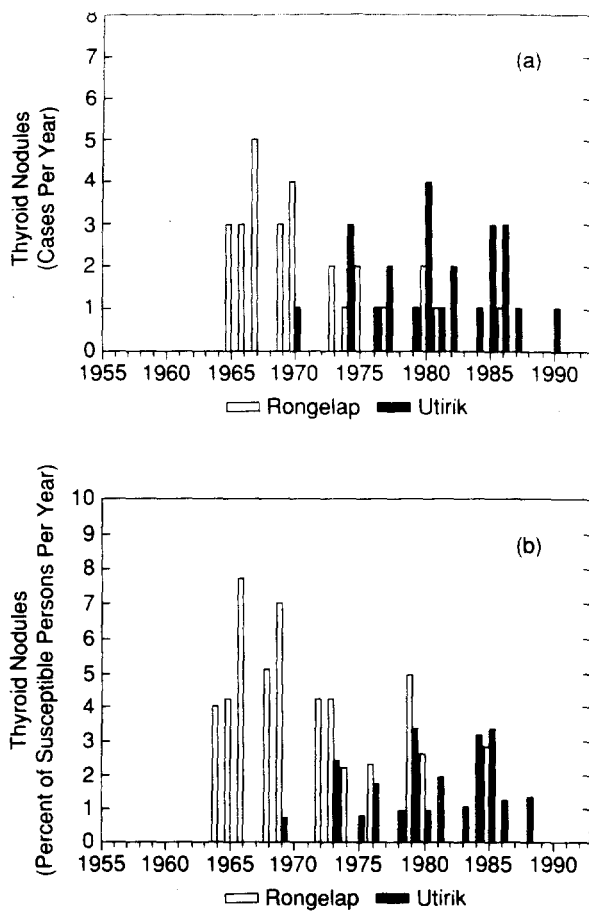 8
(a)
7
6
5
4
3
2
1
0
Thyroid Nodules
(Cases Per Year)
1955 1960 1965 1970 1975 1980 1985 1990
Rongelap Utirik
10
9
(b)
8
7
6
5
4
3
2
1
0
Thyroid Nodules
(Percent of Susceptible Persons Per Year)
1955 1960 1965 1970 1975 1980 1985 1990
Rongelap Utirik